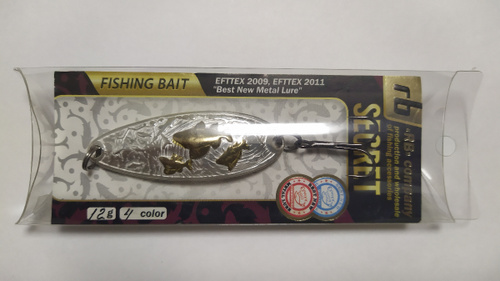 FISHING BAIT
EFTTEX 2009, EFTTEX 2011
"Best New Metal Lure"
12g 4 color
rb
SECRET
«RB» company
production and wholesale
of fishing assemblies